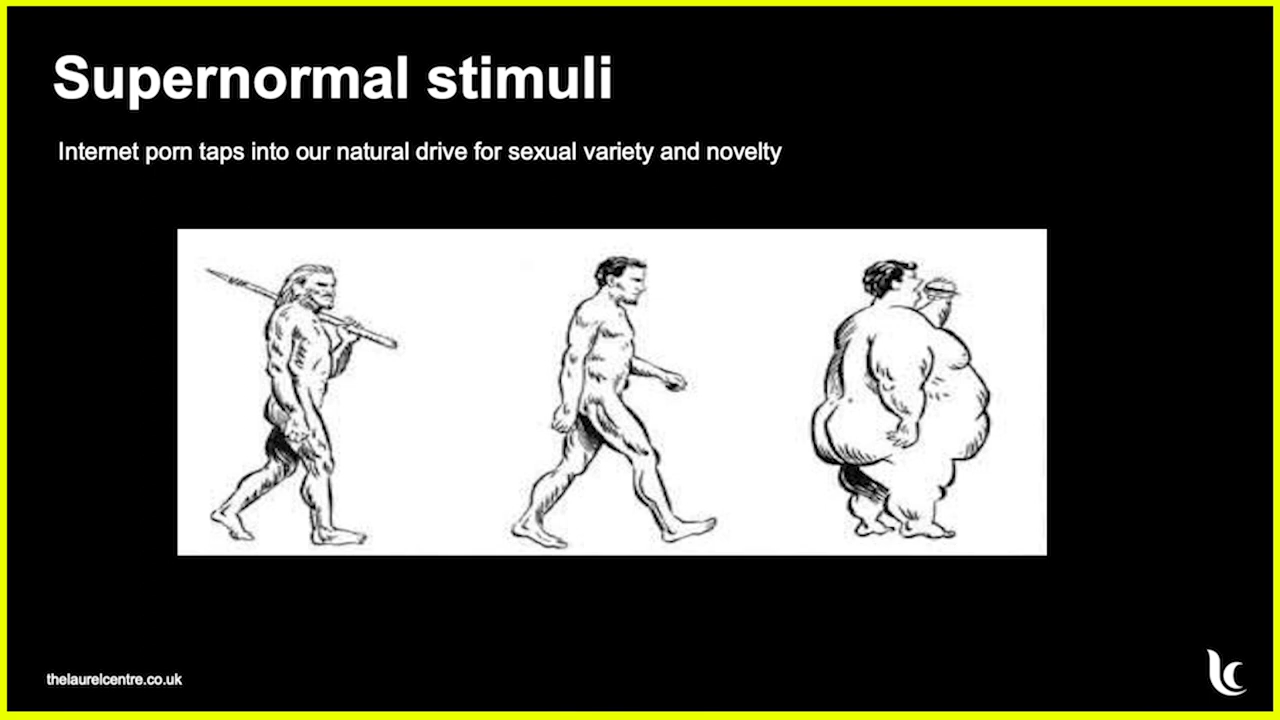 Supernormal stimuli
Internet porn taps into our natural drive for sexual variety and novelty
thelaurelcentre.co.uk